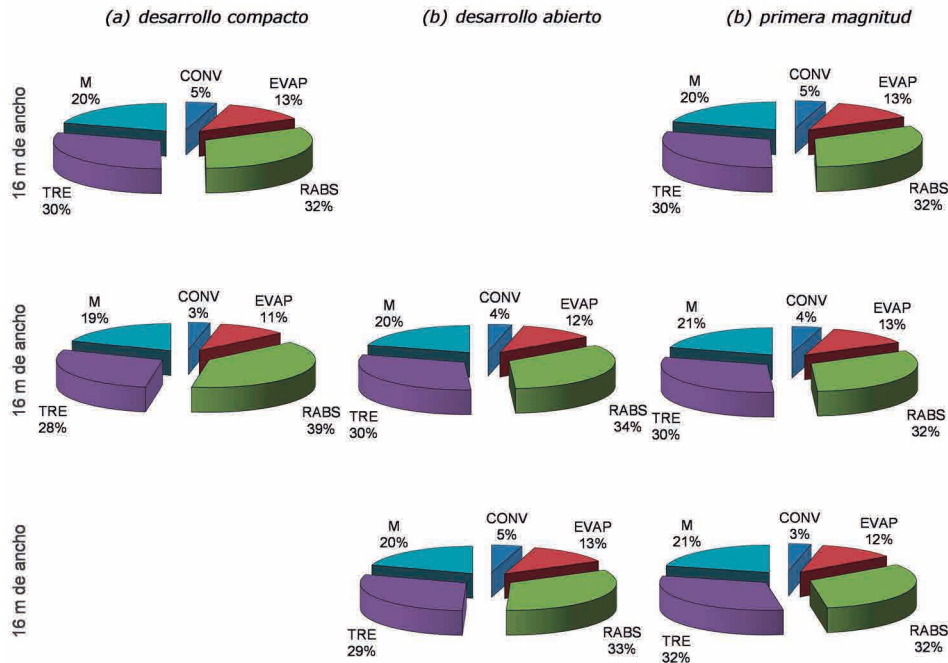 (a) desarrollo compacto
(b) desarrollo abierto
(b) primera magnitud
16 m de ancho
M
20%
CONV
5%
EVAP
13%
TRE
30%
RABS
32%
M
20%
CONV
5%
EVAP
13%
TRE
30%
RABS
32%
16 m de ancho
M
19%
CONV
3%
EVAP
11%
TRE
28%
RABS
39%
M
20%
CONV
4%
EVAP
12%
TRE
30%
RABS
34%
M
21%
CONV
4%
EVAP
13%
TRE
30%
RABS
32%
16 m de ancho
M
20%
CONV
5%
EVAP
13%
TRE
29%
RABS
33%
M
21%
CONV
3%
EVAP
12%
TRE
32%
RABS
32%